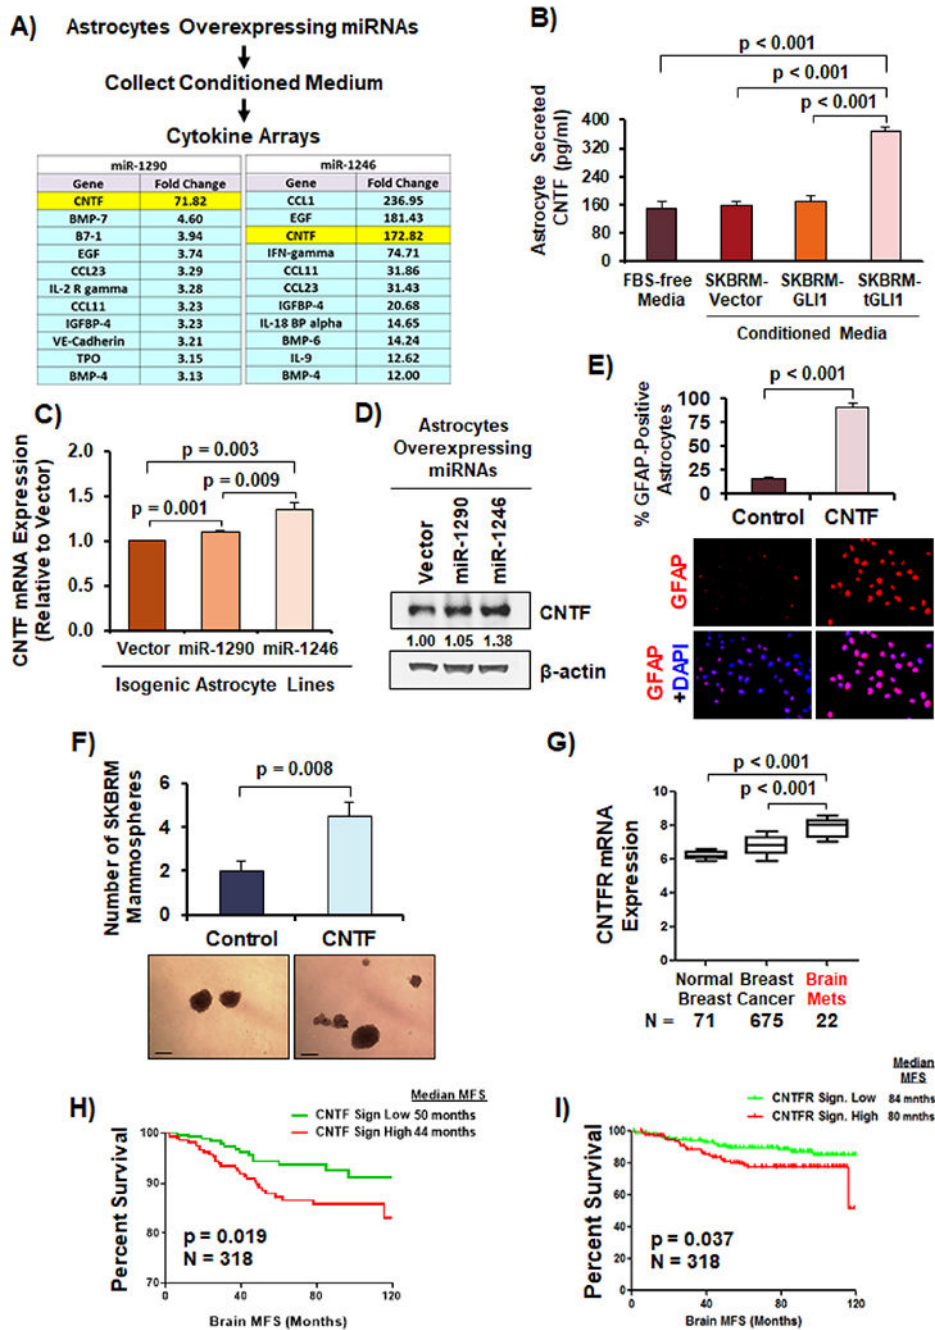 A) Astrocytes Overexpressing miRNAs
Collect Conditioned Medium
Cytokine Arrays
miR-1290 miR-1246
Gene Fold Change Gene Fold Change
CNTF 71.82 CCL1 236.95
BMP-7 4.60 EGF 181.43
B7-1 3.94 CNTF 172.82
EGF 3.74 IFN-gamma 74.71
CCL23 3.29 CCL11 31.86
IL-2 R gamma 3.28 CCL23 31.43
CCL11 3.23 IGFBP-4 20.68
IGFBP-4 3.23 IL-18 BP alpha 14.65
VE-Cadherin 3.21 BMP-6 14.24
TPO 3.15 IL-9 12.62
BMP-4 3.13 BMP-4 12.00
B)
p < 0.001
p < 0.001
p < 0.001
Astrocyte Secreted
CNTF (pg/ml)
400
320
240
160
80
0
FBS-free SKBRM- SKBRM- SKBRM-
Media Vector GLI1 tGLI1
Conditioned Media
C)
CNTF mRNA Expression
(Relative to Vector)
2.0
1.5
1.0
0.5
0.0
p = 0.003
p = 0.009
p = 0.001
Vector miR-1290 miR-1246
Isogenic Astrocyte Lines
D)
Astrocytes
Overexpressing
miRNAs
Vector
miR-1290
miR-1246
CNTF
1.00 1.05 1.38
β-actin
E)
p < 0.001
% GFAP-Positive
Astrocytes
100
75
50
25
0
Control CNTF
GFAP
GFAP
+DAPI
F)
Number of SKBRM
Mammospheres
6
4
2
0
p = 0.008
Control CNTF
G)
p < 0.001
p < 0.001
CNTFR mRNA
Expression
10
8
6
4
2
0
Normal Breast Brain
Breast Cancer Mets
N = 71 675 22
H)
Median MFS
CNTF Sign Low 50 months
CNTF Sign High 44 months
Percent Survival
100
90
80
70
p = 0.019
N = 318
0 40 80 120
Brain MFS (Months)
I)
Median
MFS
CNTFR Sign. Low 84 mnths
CNTFR Sign. High 80 mnths
Percent Survival
100
80
60
40
20
0
p = 0.037
N = 318
0 40 80 120
Brain MFS (Months)